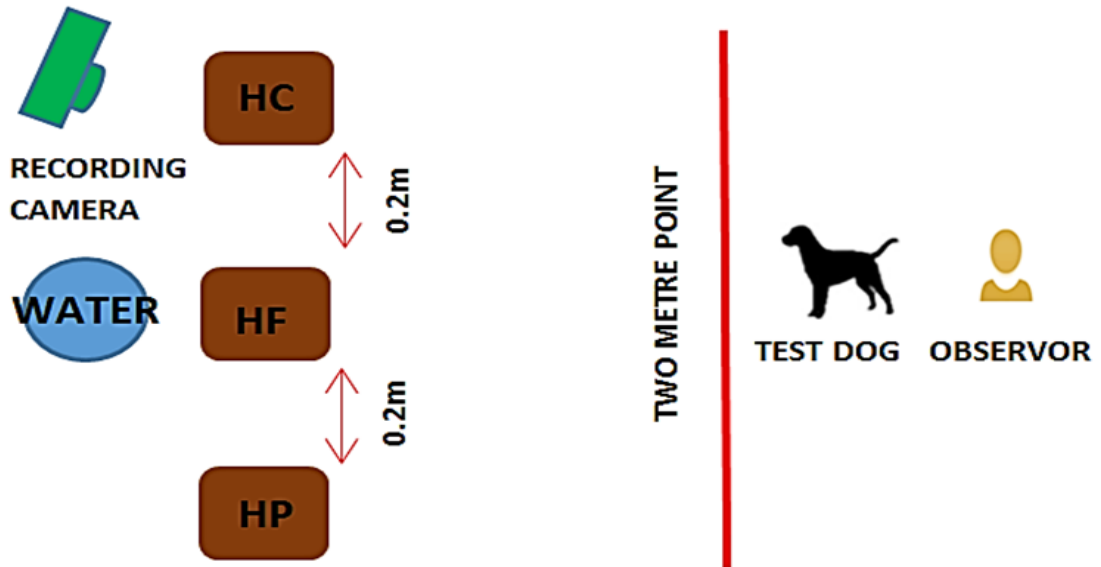 HC
RECORDING
CAMERA
0.2m
WATER
HF
0.2m
HP
TWO METRE POINT
TEST DOG
OBSERVOR